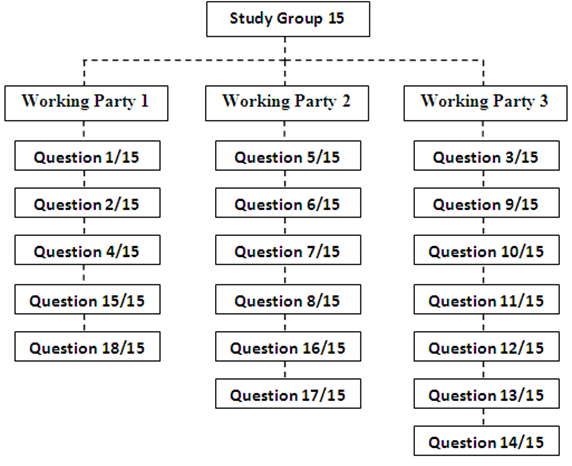 Study Group 15
Working Party 1
Question 1/15
Question 2/15
Question 4/15
Question 15/15
Question 18/15
Working Party 2
Question 5/15
Question 6/15
Question 7/15
Question 8/15
Question 16/15
Question 17/15
Working Party 3
Question 3/15
Question 9/15
Question 10/15
Question 11/15
Question 12/15
Question 13/15
Question 14/15